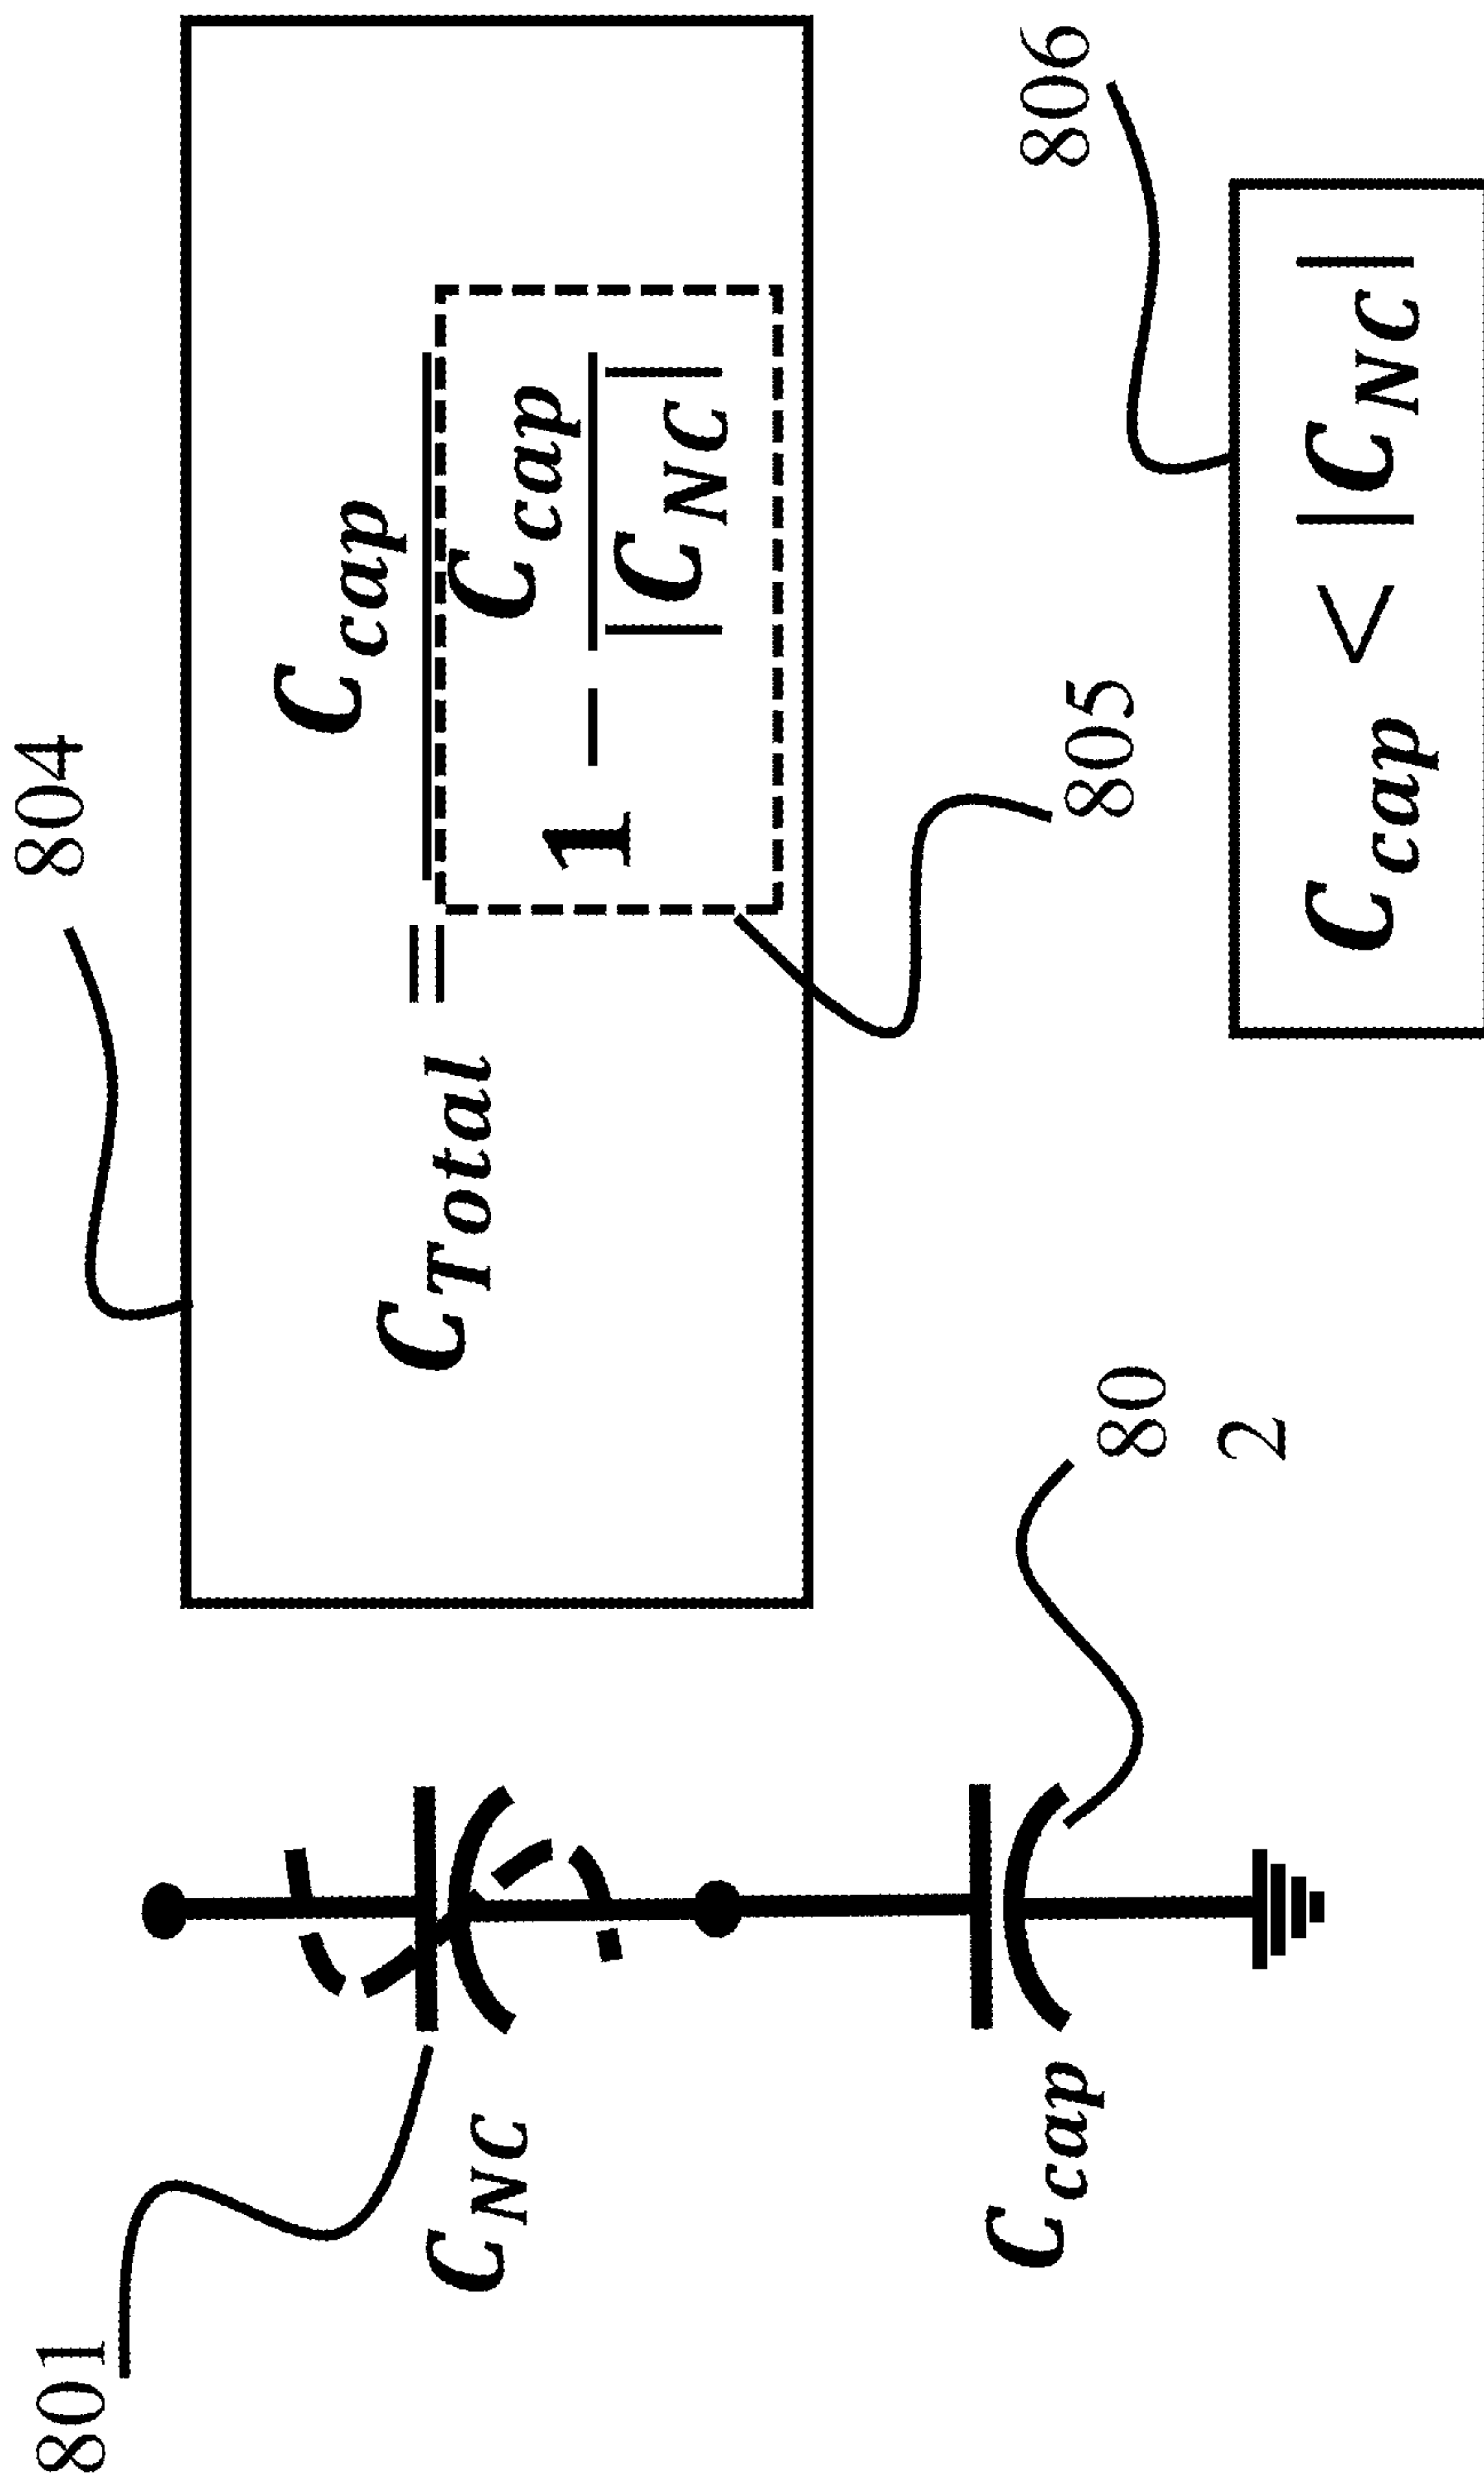 801
C_NC
C_cap
80
2
804
C_cap
C_Total =
C_cap
1 −
|C_NC|
805
806
C_cap < |C_NC|